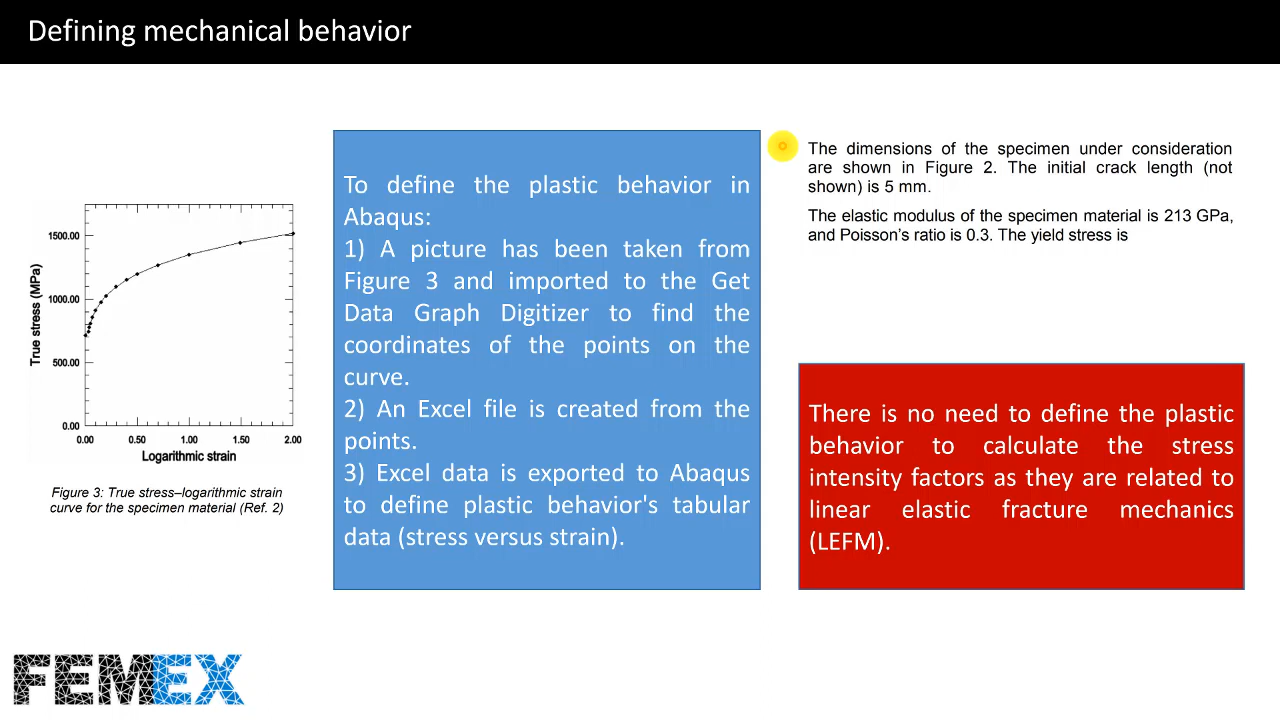 Defining mechanical behavior
True stress (MPa)
1500.00
1000.00
500.00
0.00
0.00 0.50 1.00 1.50 2.00
Logarithmic strain
Figure 3: True stress–logarithmic strain
curve for the specimen material (Ref. 2)
To define the plastic behavior in
Abaqus:
1) A picture has been taken from
Figure 3 and imported to the Get
Data Graph Digitizer to find the
coordinates of the points on the
curve.
2) An Excel file is created from the
points.
3) Excel data is exported to Abaqus
to define plastic behavior's tabular
data (stress versus strain).
The dimensions of the specimen under consideration
are shown in Figure 2. The initial crack length (not
shown) is 5 mm.
The elastic modulus of the specimen material is 213 GPa,
and Poisson's ratio is 0.3. The yield stress is
There is no need to define the plastic
behavior to calculate the stress
intensity factors as they are related to
linear elastic fracture mechanics
(LEFM).
FEMEX